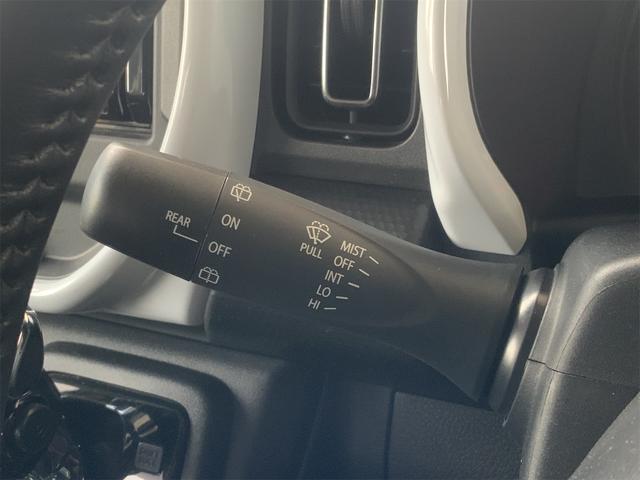 REAR
ON
OFF
PULL
MIST
OFF
INT
LO
HI